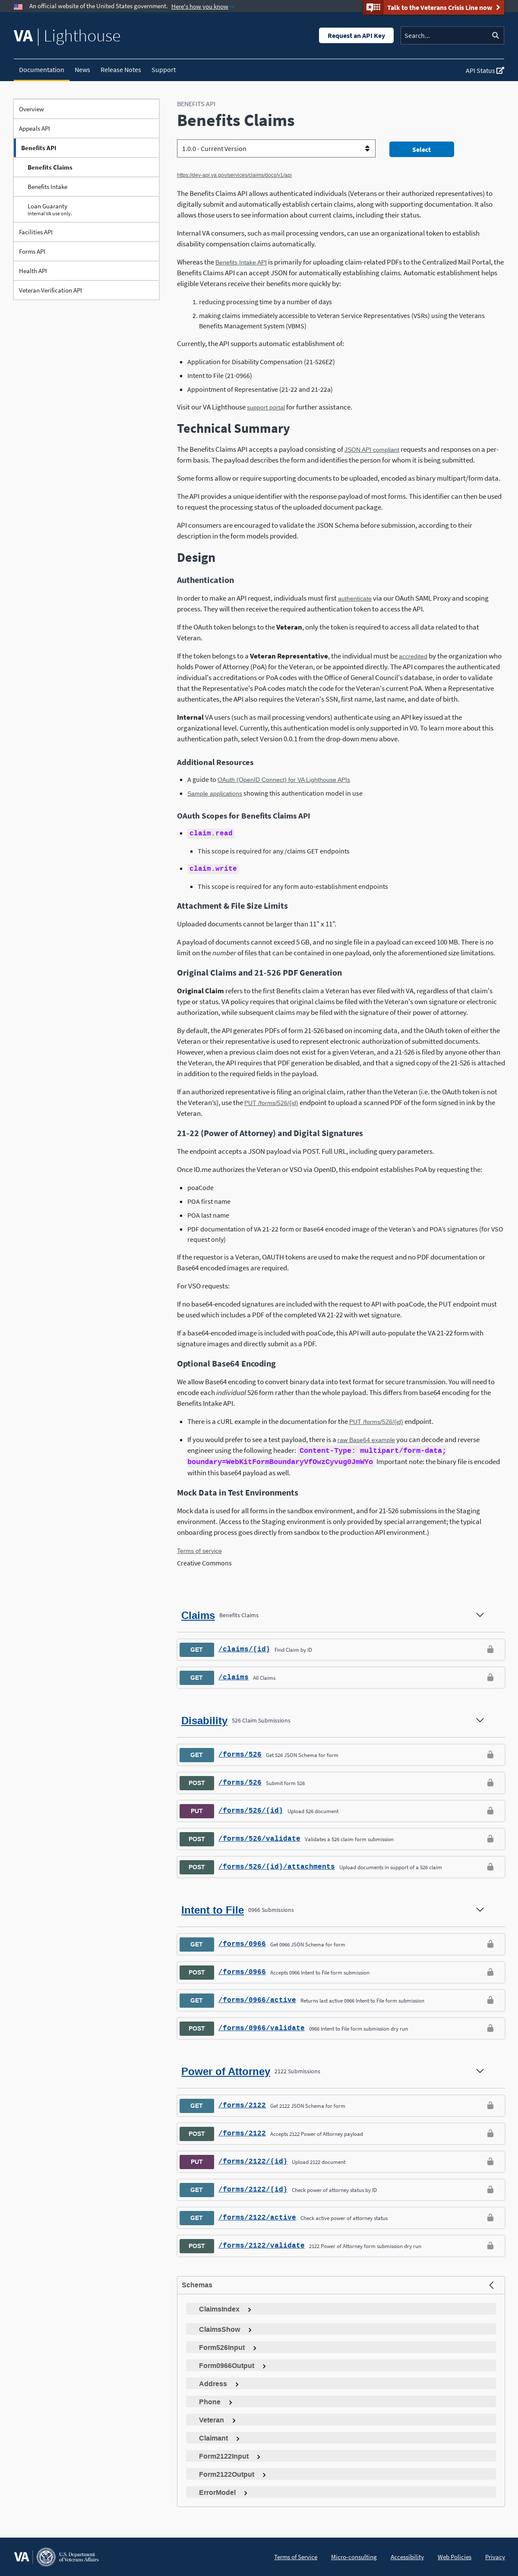 An official website of the United States government. Here's how you know
Talk to the Veterans Crisis Line now
VA | Lighthouse
Request an API Key
Search...
Documentation
News
Release Notes
Support
API Status
Overview
Appeals API
Benefits API
Benefits Claims
Benefits Intake
Loan Guaranty
Internal VA use only.
Facilities API
Forms API
Health API
Veteran Verification API
BENEFITS API
Benefits Claims
1.0.0 - Current Version
Select
https://dev-api.va.gov/services/claims/docs/v1/api
The Benefits Claims API allows authenticated individuals (Veterans or their authorized representatives) to
digitally submit and automatically establish certain claims, along with supporting documentation. It also
allows those users to see information about current claims, including their status.
Internal VA consumers, such as mail processing vendors, can use an organizational token to establish
disability compensation claims automatically.
Whereas the Benefits Intake API is primarily for uploading claim-related PDFs to the Centralized Mail Portal, the
Benefits Claims API can accept JSON for automatically establishing claims. Automatic establishment helps
eligible Veterans receive their benefits more quickly by:
1. reducing processing time by a number of days
2. making claims immediately accessible to Veteran Service Representatives (VSRs) using the Veterans
Benefits Management System (VBMS)
Currently, the API supports automatic establishment of:
• Application for Disability Compensation (21-526EZ)
• Intent to File (21-0966)
• Appointment of Representative (21-22 and 21-22a)
Visit our VA Lighthouse support portal for further assistance.
Technical Summary
The Benefits Claims API accepts a payload consisting of JSON API compliant requests and responses on a per-
form basis. The payload describes the form and identifies the person for whom it is being submitted.
Some forms allow or require supporting documents to be uploaded, encoded as binary multipart/form data.
The API provides a unique identifier with the response payload of most forms. This identifier can then be used
to request the processing status of the uploaded document package.
API consumers are encouraged to validate the JSON Schema before submission, according to their
description in the form models provided.
Design
Authentication
In order to make an API request, individuals must first authenticate via our OAuth SAML Proxy and scoping
process. They will then receive the required authentication token to access the API.
If the OAuth token belongs to the Veteran, only the token is required to access all data related to that
Veteran.
If the token belongs to a Veteran Representative, the individual must be accredited by the organization who
holds Power of Attorney (PoA) for the Veteran, or be appointed directly. The API compares the authenticated
individual's accreditations or PoA codes with the Office of General Council's database, in order to validate
that the Representative's PoA codes match the code for the Veteran's current PoA. When a Representative
authenticates, the API also requires the Veteran's SSN, first name, last name, and date of birth.
Internal VA users (such as mail processing vendors) authenticate using an API key issued at the
organizational level. Currently, this authentication model is only supported in V0. To learn more about this
authentication path, select Version 0.0.1 from the drop-down menu above.
Additional Resources
• A guide to OAuth (OpenID Connect) for VA Lighthouse APIs
• Sample applications showing this authentication model in use
OAuth Scopes for Benefits Claims API
• claim.read
• This scope is required for any /claims GET endpoints
• claim.write
• This scope is required for any form auto-establishment endpoints
Attachment & File Size Limits
Uploaded documents cannot be larger than 11" x 11".
A payload of documents cannot exceed 5 GB, and no single file in a payload can exceed 100 MB. There is no
limit on the number of files that can be contained in one payload, only the aforementioned size limitations.
Original Claims and 21-526 PDF Generation
Original Claim refers to the first Benefits claim a Veteran has ever filed with VA, regardless of that claim's
type or status. VA policy requires that original claims be filed with the Veteran's own signature or electronic
authorization, while subsequent claims may be filed without the signature of their power of attorney.
By default, the API generates PDFs of form 21-526 based on incoming data, and the OAuth token of either the
Veteran or their representative is used to represent electronic authorization of submitted documents.
However, when a previous claim does not exist for a given Veteran, and a 21-526 is filed by anyone other than
the Veteran, the API requires that PDF generation be disabled, and that a signed copy of the 21-526 is attached
in addition to the required fields in the payload.
If an authorized representative is filing an original claim, rather than the Veteran (i.e. the OAuth token is not
the Veteran's), use the PUT /forms/526/{id} endpoint to upload a scanned PDF of the form signed in ink by the
Veteran.
21-22 (Power of Attorney) and Digital Signatures
The endpoint accepts a JSON payload via POST. Full URL, including query parameters.
Once ID.me authorizes the Veteran or VSO via OpenID, this endpoint establishes PoA by requesting the:
• poaCode
• POA first name
• POA last name
• PDF documentation of VA 21-22 form or Base64 encoded image of the Veteran's and POA's signatures (for VSO
request only)
If the requestor is a Veteran, OAUTH tokens are used to make the request and no PDF documentation or
Base64 encoded images are required.
For VSO requests:
If no base64-encoded signatures are included with the request to API with poaCode, the PUT endpoint must
be used which includes a PDF of the completed VA 21-22 with wet signature.
If a base64-encoded image is included with poaCode, this API will auto-populate the VA 21-22 form with
signature images and directly submit as a PDF.
Optional Base64 Encoding
We allow base64 encoding to convert binary data into text format for secure transmission. You will need to
encode each individual 526 form rather than the whole payload. This differs from base64 encoding for the
Benefits Intake API.
• There is a cURL example in the documentation for the PUT /forms/526/{id} endpoint.
• If you would prefer to see a test payload, there is a raw Base64 example you can decode and reverse
engineer using the following header: Content-Type: multipart/form-data;
boundary=WebKitFormBoundaryVfOwzCyvug0JmWYo Important note: the binary file is encoded
within this base64 payload as well.
Mock Data in Test Environments
Mock data is used for all forms in the sandbox environment, and for 21-526 submissions in the Staging
environment. (Access to the Staging environment is only provided by special arrangement; the typical
onboarding process goes directly from sandbox to the production API environment.)
Terms of service
Creative Commons
Claims Benefits Claims
GET /claims/{id} Find Claim by ID
GET /claims All Claims
Disability 526 Claim Submissions
GET /forms/526 Get 526 JSON Schema for form
POST /forms/526 Submit form 526
PUT /forms/526/{id} Upload 526 document
POST /forms/526/validate Validates a 526 claim form submission
POST /forms/526/{id}/attachments Upload documents in support of a 526 claim
Intent to File 0966 Submissions
GET /forms/0966 Get 0966 JSON Schema for form
POST /forms/0966 Accepts 0966 Intent to File form submission
GET /forms/0966/active Returns last active 0966 Intent to File form submission
POST /forms/0966/validate 0966 Intent to File form submission dry run
Power of Attorney 2122 Submissions
GET /forms/2122 Get 2122 JSON Schema for form
POST /forms/2122 Accepts 2122 Power of Attorney payload
PUT /forms/2122/{id} Upload 2122 document
GET /forms/2122/{id} Check power of attorney status by ID
GET /forms/2122/active Check active power of attorney status
POST /forms/2122/validate 2122 Power of Attorney form submission dry run
Schemas
ClaimsIndex
ClaimsShow
Form526Input
Form0966Output
Address
Phone
Veteran
Claimant
Form2122Input
Form2122Output
ErrorModel
VA
U.S. Department
of Veterans Affairs
Terms of Service
Micro-consulting
Accessibility
Web Policies
Privacy